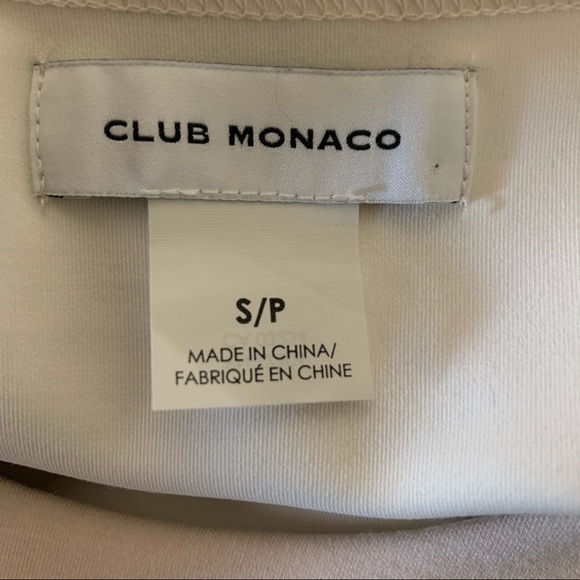 CLUB MONACO
S/P
MADE IN CHINA/
FABRIQUÉ EN CHINE